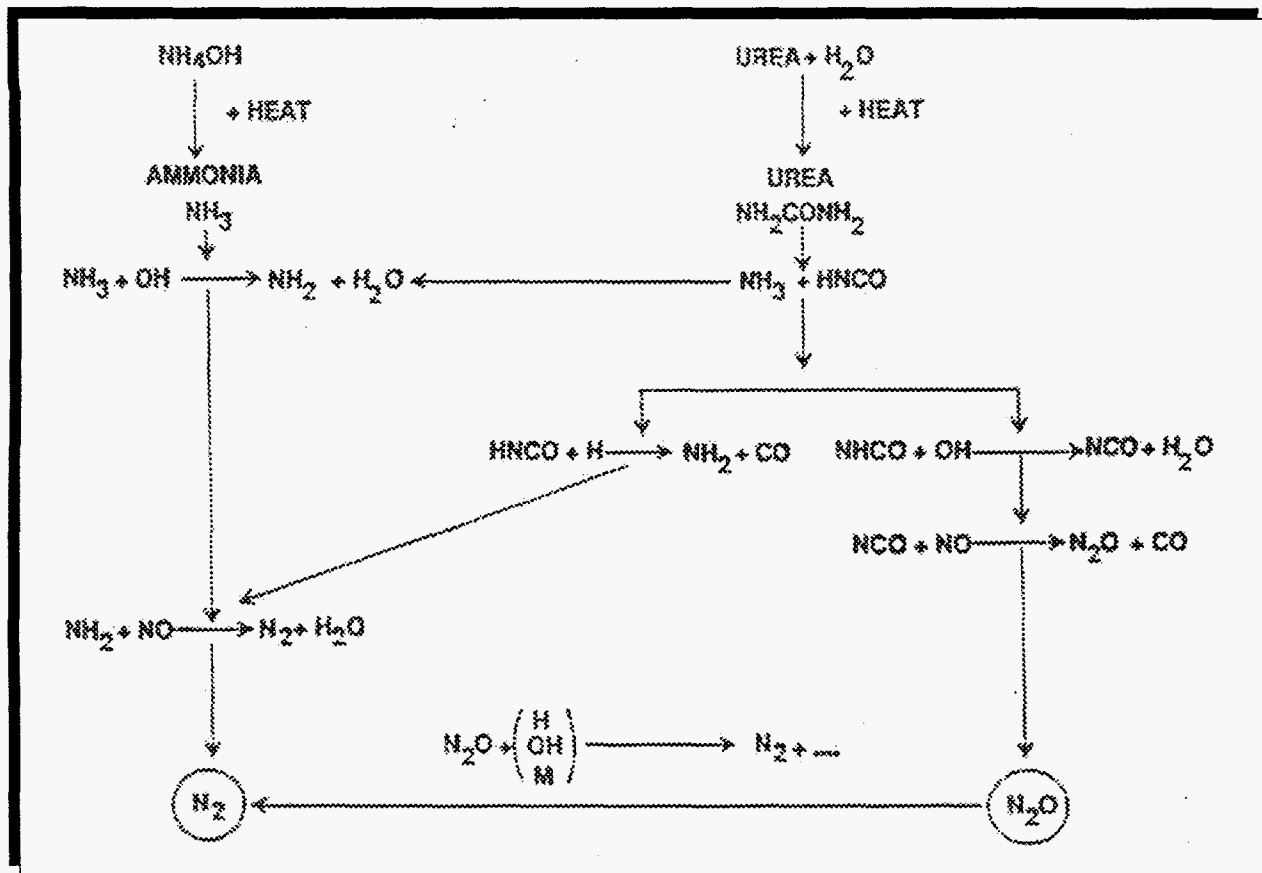 NH4OH
UREA + H2O
+ HEAT
+ HEAT
AMMONIA
UREA
NH3
NH2CONH2
NH3 + OH → NH2 + H2O
NH3 + HNCO
HNCO + H → NH2 + CO
NHCO + OH → NCO + H2O
NCO + NO → N2O + CO
NH2 + NO → N2 + H2O
N2O + ( H
OH
M ) → N2 + ....
N2
N2O